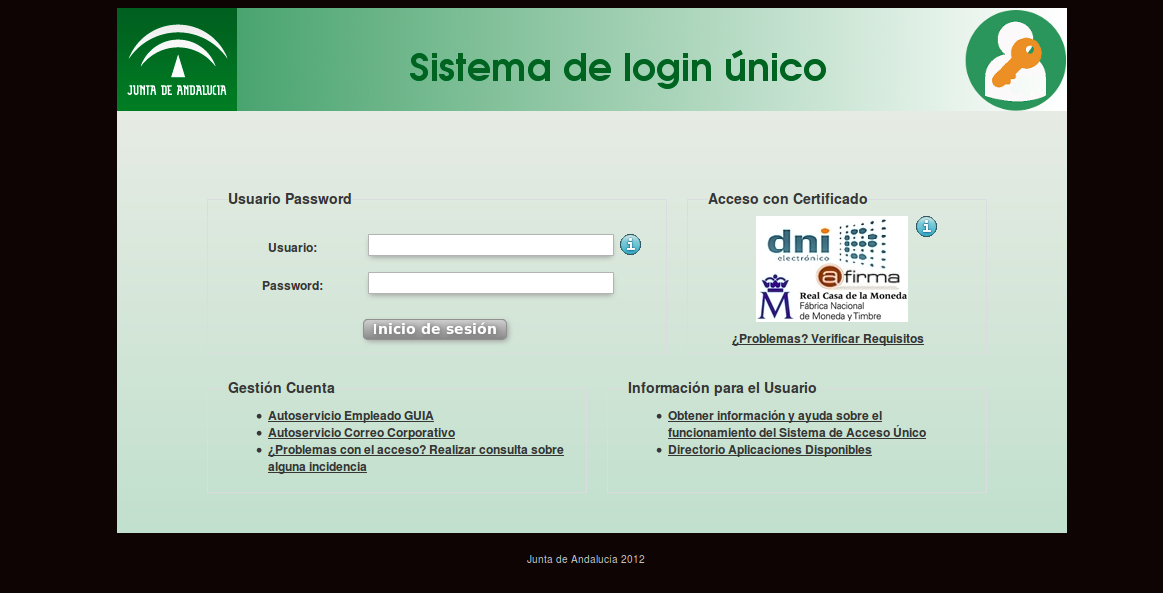 JUNTA DE ANDALUCIA
Sistema de login único
Usuario Password
Usuario:
i
Password:
Inicio de sesión
Acceso con Certificado
dni
electrónico
i
@firma
Real Casa de la Moneda
Fábrica Nacional
de Moneda y Timbre
M
¿Problemas? Verificar Requisitos
Gestión Cuenta
Autoservicio Empleado GUIA
Autoservicio Correo Corporativo
¿Problemas con el acceso? Realizar consulta sobre
alguna incidencia
Información para el Usuario
Obtener información y ayuda sobre el
funcionamiento del Sistema de Acceso Único
Directorio Aplicaciones Disponibles
Junta de Andalucia 2012